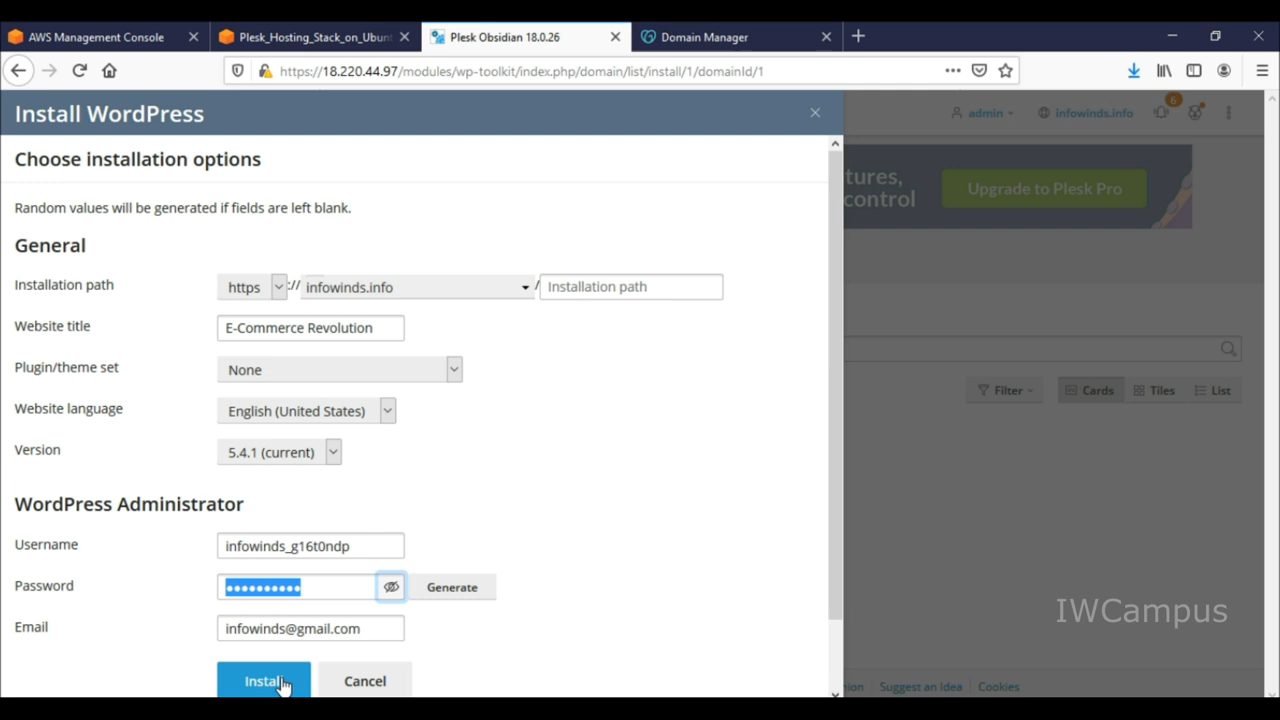 AWS Management Console
Plesk_Hosting_Stack_on_Ubunt
Plesk Obsidian 18.0.26
Domain Manager
https://18.220.44.97/modules/wp-toolkit/index.php/domain/list/install/1/domainId/1
Install WordPress
admin
infowinds.info
6
Choose installation options
tures,
control
Upgrade to Plesk Pro
Random values will be generated if fields are left blank.
General
Installation path
https
://
infowinds.info
/
Installation path
Website title
E-Commerce Revolution
Plugin/theme set
None
Filter
Cards
Tiles
List
Website language
English (United States)
Version
5.4.1 (current)
WordPress Administrator
Username
infowinds_g16t0ndp
Password
••••••••••
Generate
Email
infowinds@gmail.com
IWCampus
Install
Cancel
nion
Suggest an Idea
Cookies